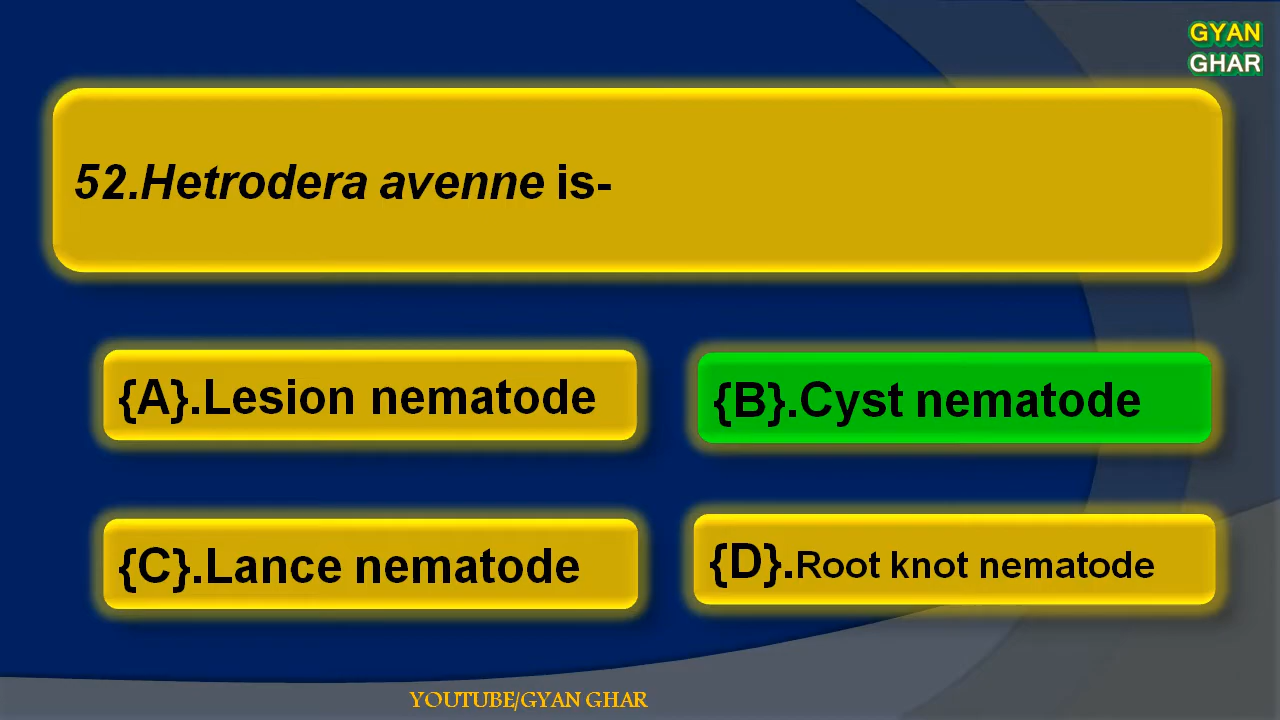 GYAN
GHAR
52.Hetrodera avenne is-
{A}.Lesion nematode
{B}.Cyst nematode
{C}.Lance nematode
{D}.Root knot nematode
YOUTUBE/GYAN GHAR